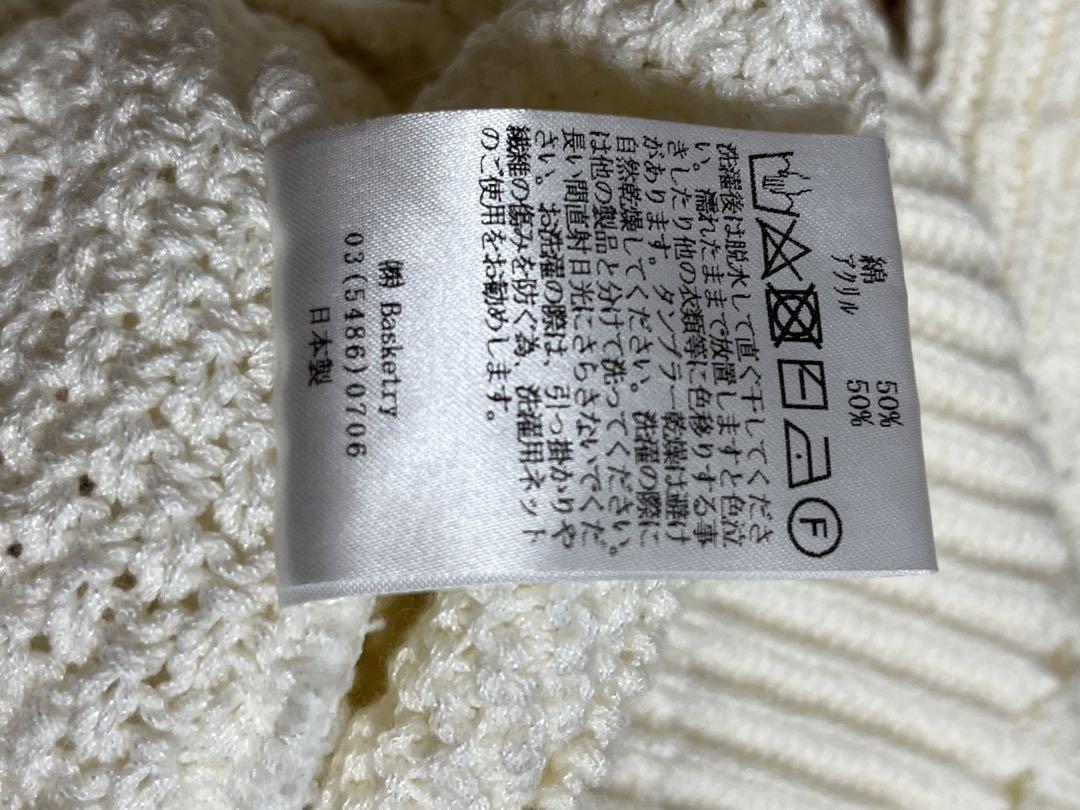 綿 50%
アクリル 50%
F
洗濯後は脱水して直ぐ干してくださ
い。濡れたままで放置しますと色泣
きしたり他の衣類等に色移りする事
があります。タンブラー乾燥は避け
自然乾燥してください。洗濯の際に
は他の製品と分けて洗ってください。
長い間直射日光にさらさないでくだ
さい。お洗濯の際は、引っ掛かりや
繊維の傷みを防ぐ為、洗濯用ネット
のご使用をお勧めします。
㈱ Basketry
03(5486)0706
日本製